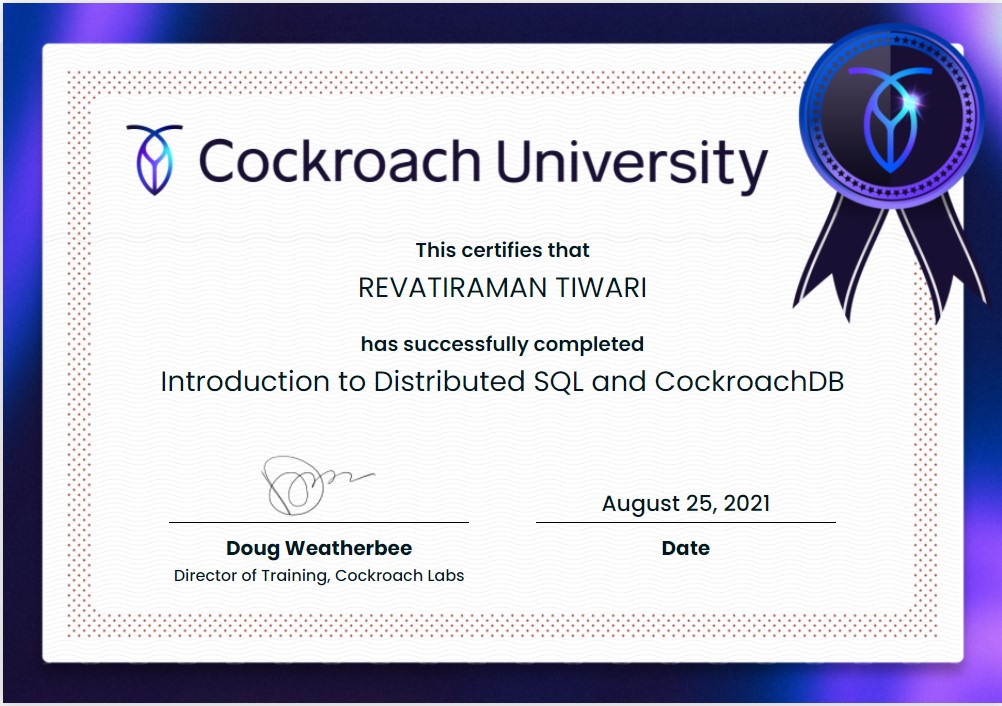 Cockroach University
This certifies that
REVATIRAMAN TIWARI
has successfully completed
Introduction to Distributed SQL and CockroachDB
August 25, 2021
Doug Weatherbee
Date
Director of Training, Cockroach Labs